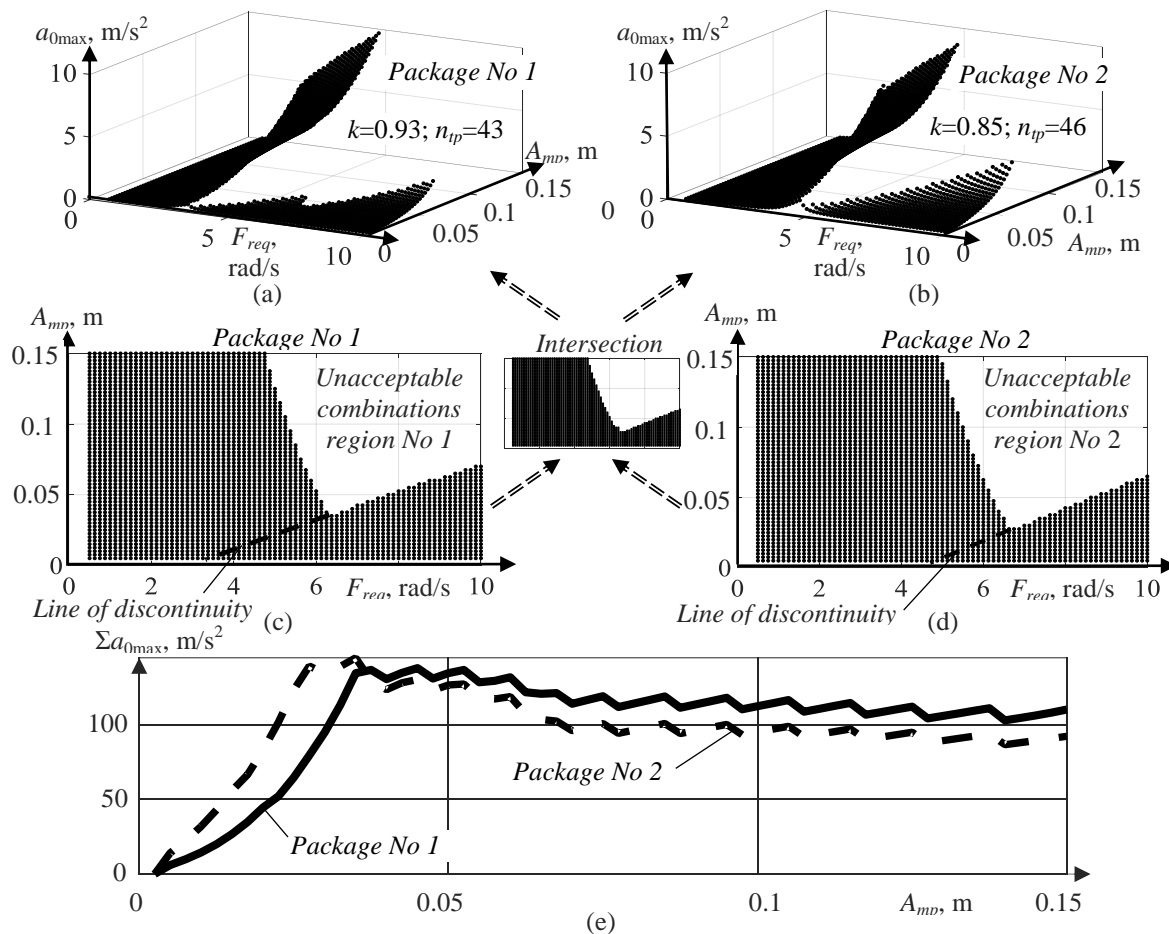 a0max, m/s2
10
5
0
0
5
Freq,
rad/s
10
0
0.05
0.1
0.15
Amp, m
Package No 1
k=0.93; ntp=43
(a)
a0max, m/s2
10
5
0
0
0
5
Freq,
rad/s
10
0
0.05
0.1
0.15
Amp, m
Package No 2
k=0.85; ntp=46
(b)
Amp, m
Package No 1
0.15
0.1
0.05
0
0
2
4
6
Freq, rad/s
10
Unacceptable
combinations
region No 1
Line of discontinuity
(c)
Intersection
Amp, m
Package No 2
0.15
0.1
0.05
0
0
2
4
6
Freq, rad/s
10
Unacceptable
combinations
region No 2
Line of discontinuity
(d)
Σa0max, m/s2
100
50
0
0
0.05
0.1
Amp, m
0.15
Package No 2
Package No 1
(e)